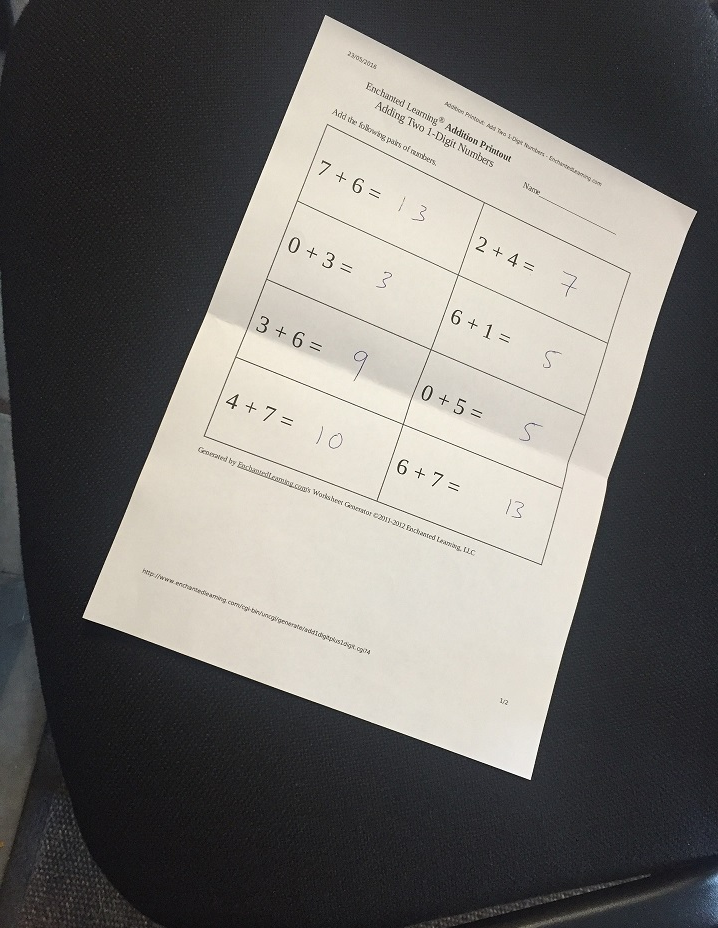 23/05/2016
Addition Printout: Add Two 1-Digit Numbers - EnchantedLearning.com
Enchanted Learning® Addition Printout
Adding Two 1-Digit Numbers
Name
Add the following pairs of numbers.
7 + 6 = 13
2 + 4 = 7
0 + 3 = 3
6 + 1 = 5
3 + 6 = 9
0 + 5 = 5
4 + 7 = 10
6 + 7 = 13
Generated by EnchantedLearning.com's Worksheet Generator ©2011-2012 Enchanted Learning, LLC
http://www.enchantedlearning.com/cgi-bin/uncgi/generate/add1digitplus1digit.cgi?4
1/2